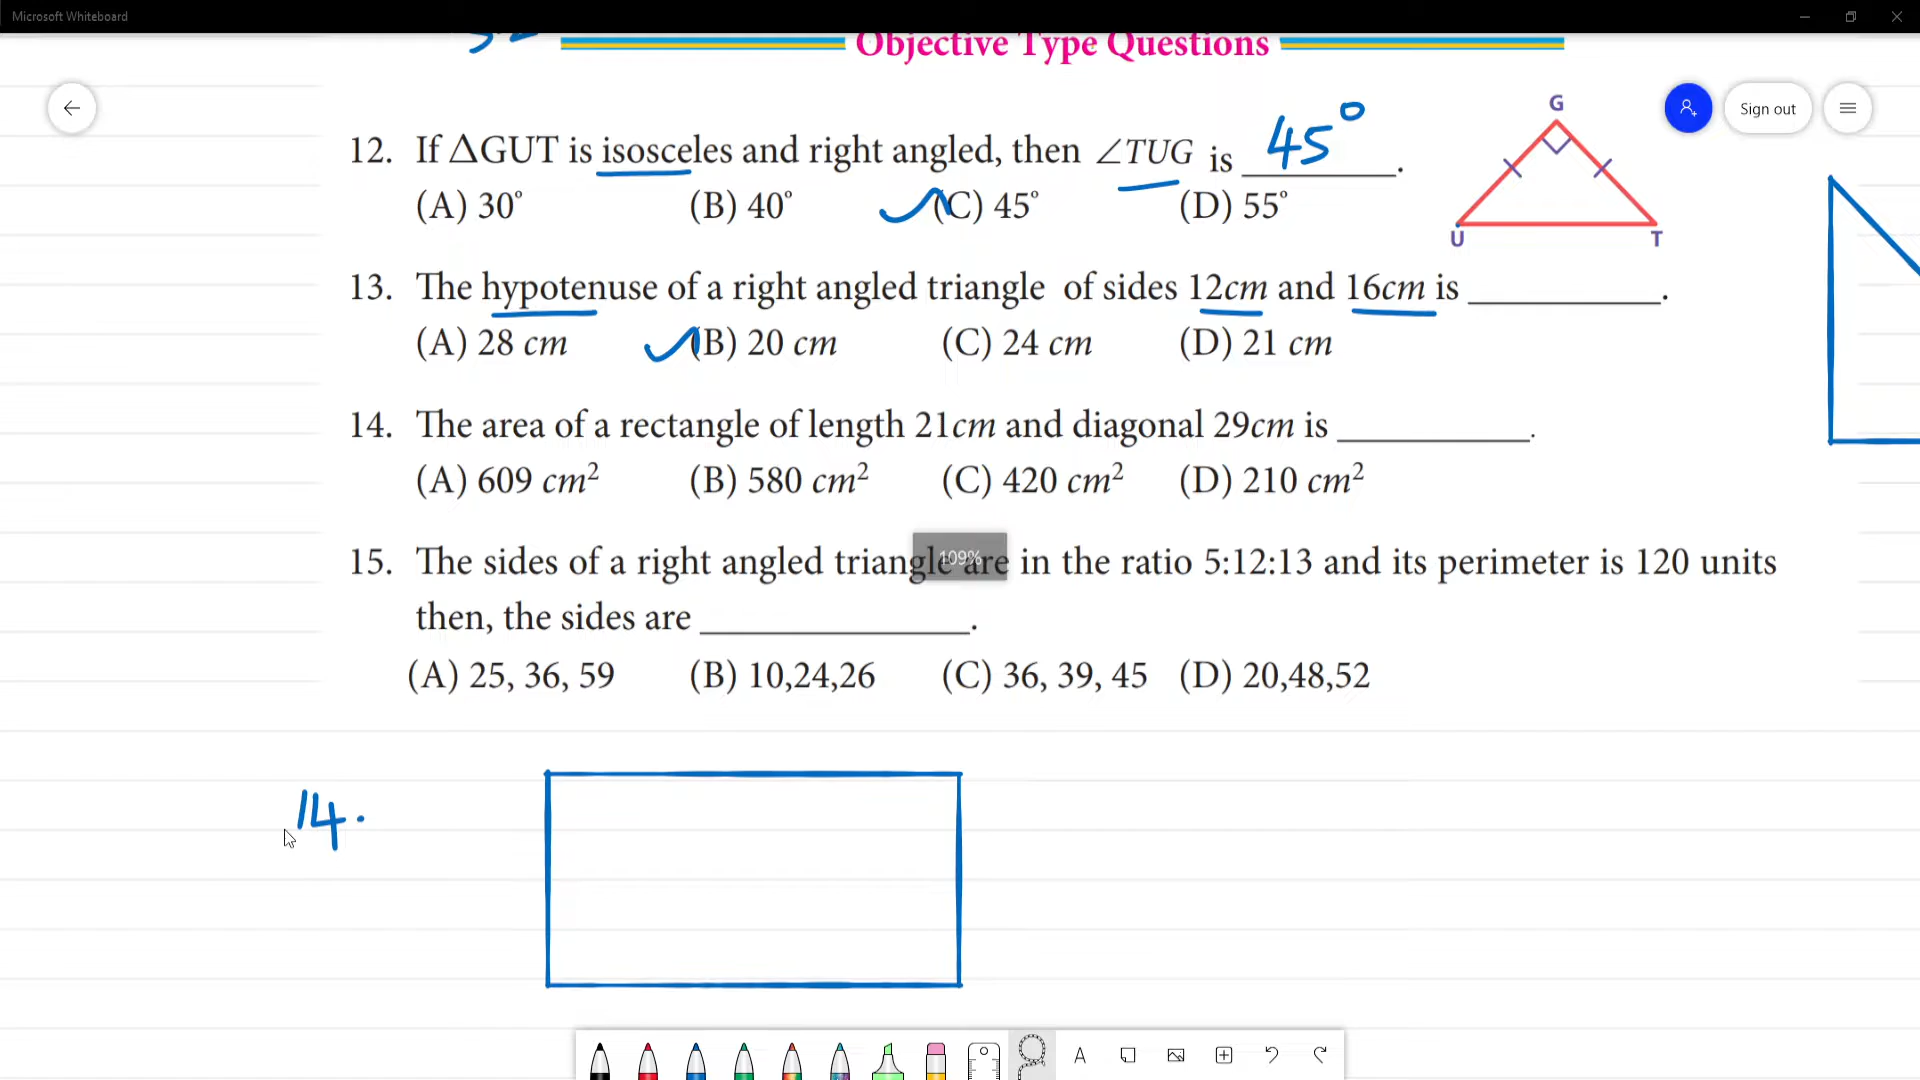 Microsoft Whiteboard
Objective Type Questions
Sign out
12. If ΔGUT is isosceles and right angled, then ∠TUG is 45° .
(A) 30° (B) 40° (C) 45° (D) 55°
G
U T
13. The hypotenuse of a right angled triangle of sides 12cm and 16cm is ____________.
(A) 28 cm (B) 20 cm (C) 24 cm (D) 21 cm
14. The area of a rectangle of length 21cm and diagonal 29cm is ____________.
(A) 609 cm² (B) 580 cm² (C) 420 cm² (D) 210 cm²
109%
15. The sides of a right angled triangle are in the ratio 5:12:13 and its perimeter is 120 units
then, the sides are ________________.
(A) 25, 36, 59 (B) 10,24,26 (C) 36, 39, 45 (D) 20,48,52
14.
A